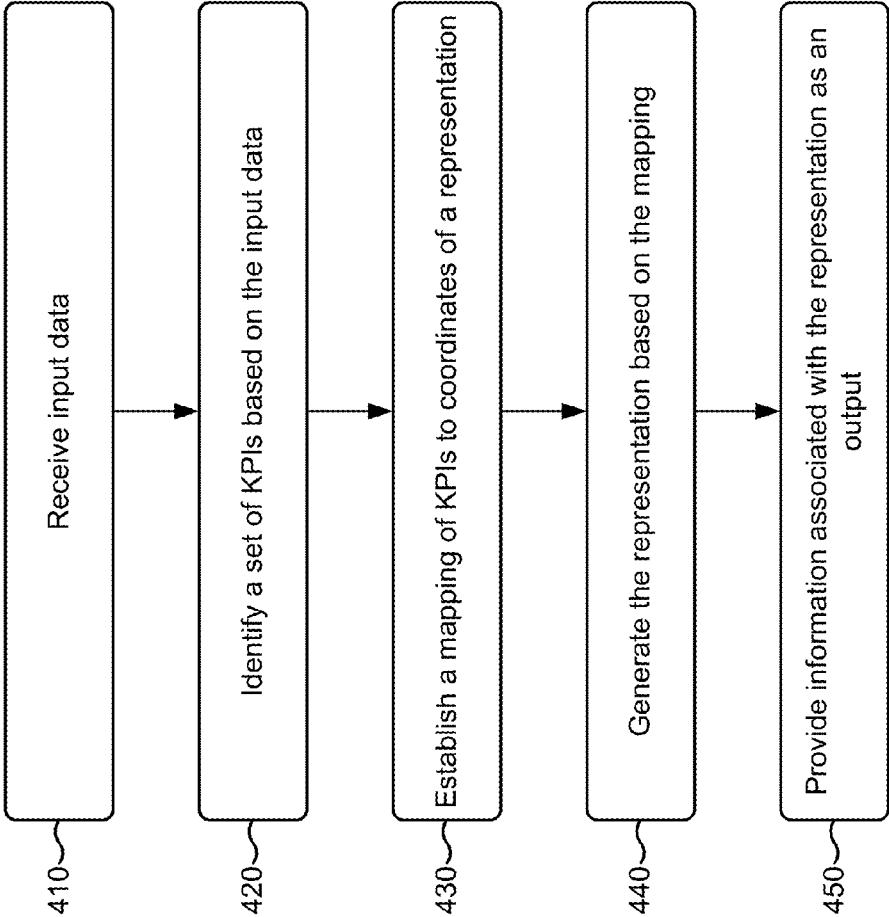 410
Receive input data
420
Identify a set of KPIs based on the input data
430
Establish a mapping of KPIs to coordinates of a representation
440
Generate the representation based on the mapping
450
Provide information associated with the representation as an
output